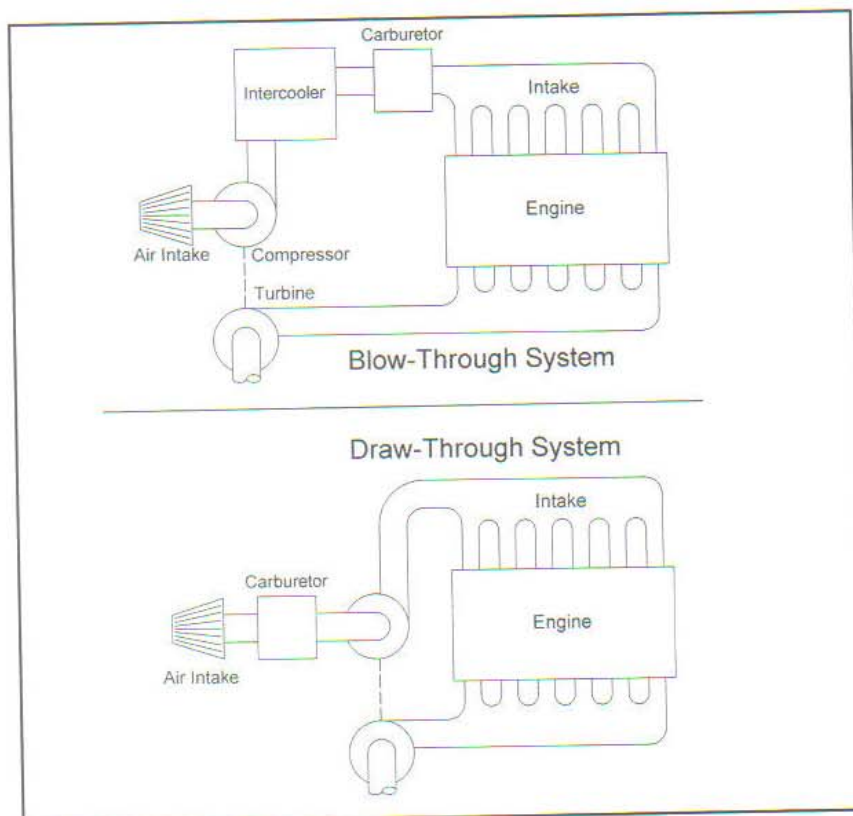 Carburetor
Intercooler
Intake
Engine
Air Intake
Compressor
Turbine
Blow-Through System
Draw-Through System
Intake
Carburetor
Engine
Air Intake